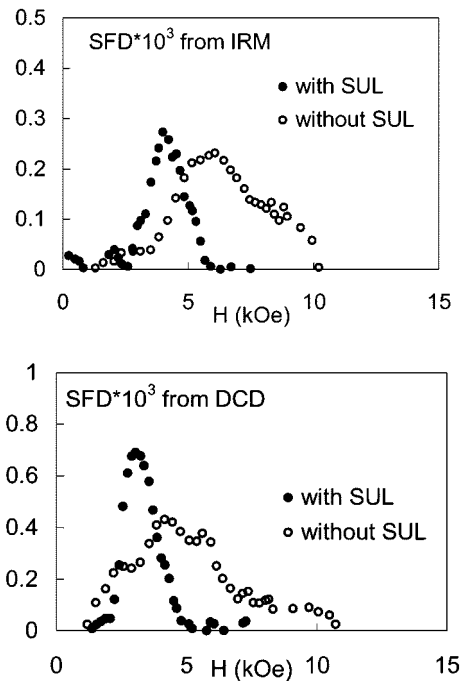 0.5
SFD*10³ from IRM
0.4
with SUL
0.3
without SUL
0.2
0.1
0
0 5 10 15
H (kOe)
1
SFD*10³ from DCD
0.8
0.6
with SUL
0.4
without SUL
0.2
0
0 5 10 15
H (kOe)